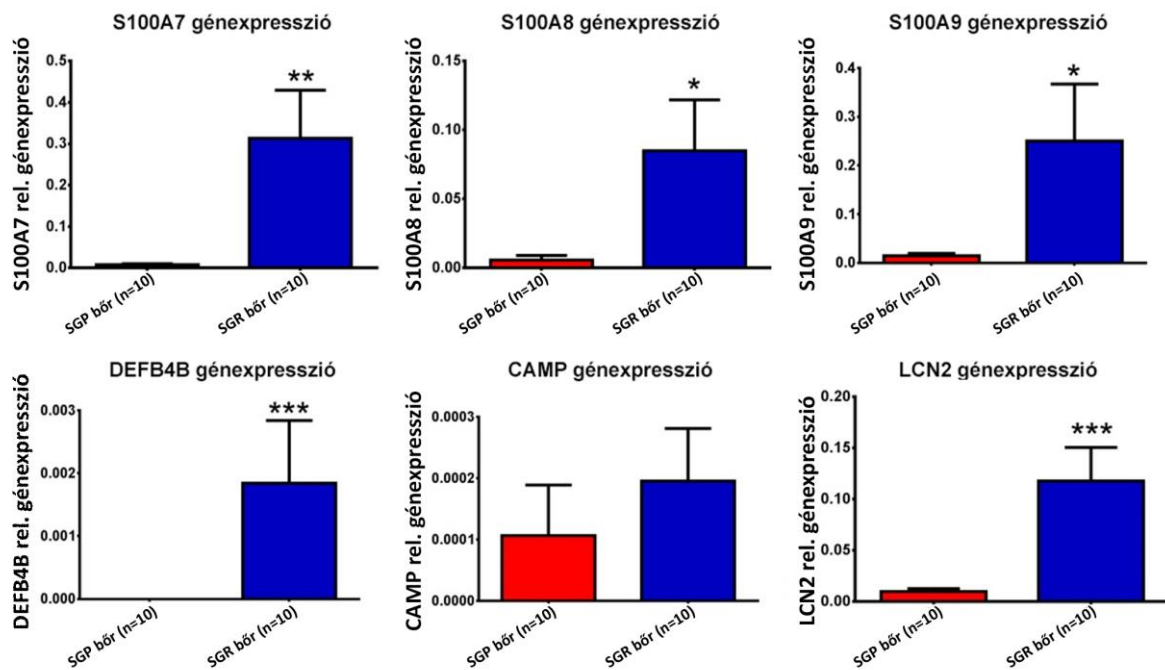 S100A7 génexpresszió
S100A7 rel. génexpresszió
0.5
0.4
0.3
0.2
0.1
0.0
**
SGP bőr (n=10)
SGR bőr (n=10)
S100A8 génexpresszió
S100A8 rel. génexpresszió
0.15
0.10
0.05
0.00
*
SGP bőr (n=10)
SGR bőr (n=10)
S100A9 génexpresszió
S100A9 rel. génexpresszió
0.4
0.3
0.2
0.1
0.0
*
SGP bőr (n=10)
SGR bőr (n=10)
DEFB4B génexpresszió
DEFB4B rel. génexpresszió
0.003
0.002
0.001
0.000
***
SGP bőr (n=10)
SGR bőr (n=10)
CAMP génexpresszió
CAMP rel. génexpresszió
0.0003
0.0002
0.0001
0.0000
SGP bőr (n=10)
SGR bőr (n=10)
LCN2 génexpresszió
LCN2 rel. génexpresszió
0.20
0.15
0.10
0.05
0.00
***
SGP bőr (n=10)
SGR bőr (n=10)